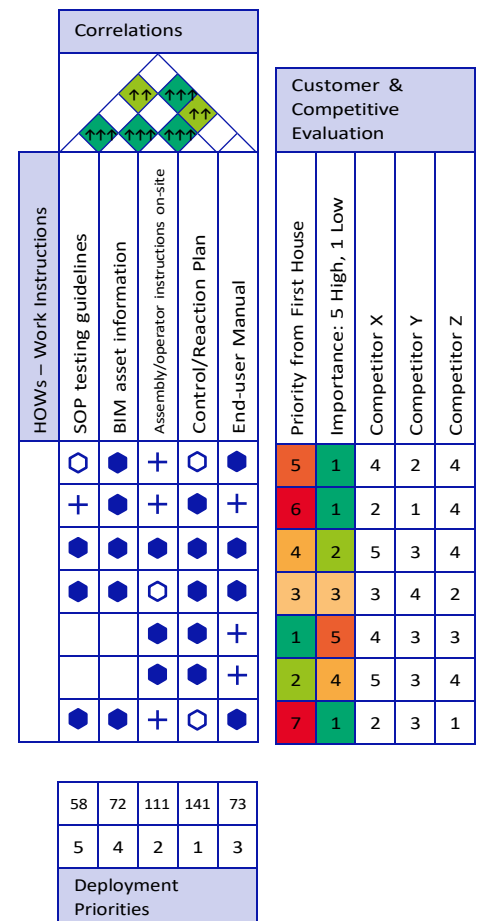 Correlations
↑↑ ↑↑↑
↑↑
↑↑↑ ↑↑↑ ↑↑↑
Customer &
Competitive
Evaluation
HOWs – Work Instructions
SOP testing guidelines
BIM asset information
Assembly/operator instructions on-site
Control/Reaction Plan
End-user Manual
Priority from First House
Importance: 5 High, 1 Low
Competitor X
Competitor Y
Competitor Z
+ 5 1 4 2 4
+ + + 6 1 2 1 4
4 2 5 3 4
3 3 3 4 2
+ 1 5 4 3 3
+ 2 4 5 3 4
+ 7 1 2 3 1
58 72 111 141 73
5 4 2 1 3
Deployment
Priorities